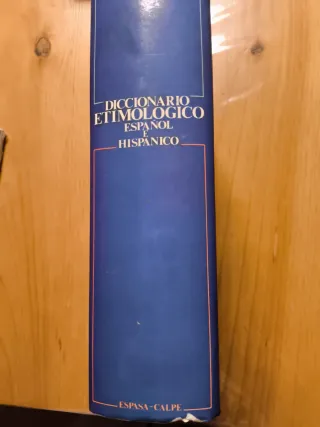 DICCIONARIO
ETIMOLOGICO
ESPAÑOL
E
HISPANICO
ESPASA-CALPE